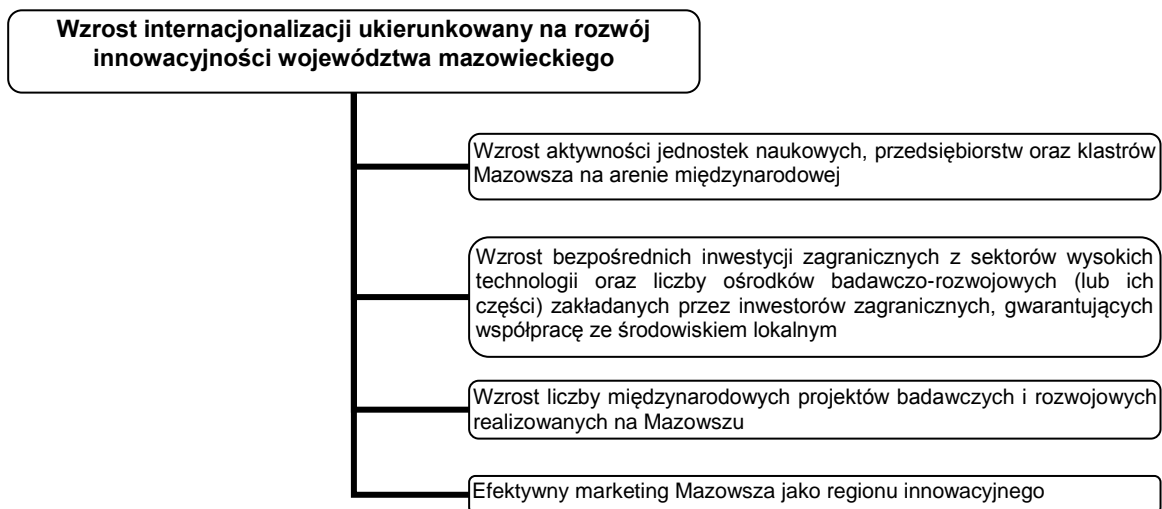 Wzrost internacjonalizacji ukierunkowany na rozwój
innowacyjności województwa mazowieckiego
Wzrost aktywności jednostek naukowych, przedsiębiorstw oraz klastrów
Mazowsza na arenie międzynarodowej
Wzrost bezpośrednich inwestycji zagranicznych z sektorów wysokich
technologii oraz liczby ośrodków badawczo-rozwojowych (lub ich
części) zakładanych przez inwestorów zagranicznych, gwarantujących
współpracę ze środowiskiem lokalnym
Wzrost liczby międzynarodowych projektów badawczych i rozwojowych
realizowanych na Mazowszu
Efektywny marketing Mazowsza jako regionu innowacyjnego